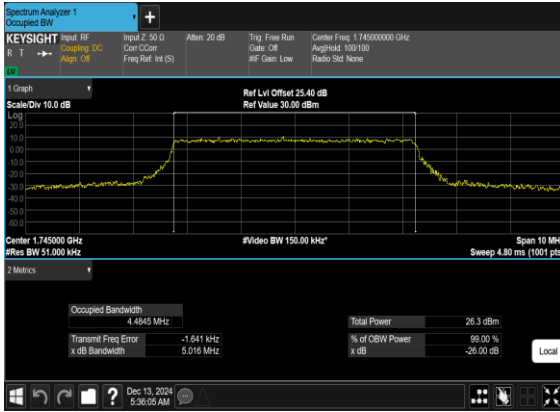 Spectrum Analyzer 1
Occupied BW
+
KEYSIGHT
R T
Input: RF
Coupling: DC
Align: Off
Input Z: 50 Ω
Corr CCorr
Freq Ref: Int (S)
Atten: 20 dB
Trig: Free Run
Gate: Off
#IF Gain: Low
Center Freq: 1.745000000 GHz
Avg|Hold: 100/100
Radio Std: None
1 Graph
Scale/Div 10.0 dB
Ref Lvl Offset 25.40 dB
Ref Value 30.00 dBm
Log
20.0
10.0
0.00
-10.0
-20.0
-30.0
-40.0
-50.0
-60.0
Center 1.745000 GHz
#Res BW 51.000 kHz
#Video BW 150.00 kHz*
Span 10 MH
Sweep 4.80 ms (1001 pts
2 Metrics
Occupied Bandwidth
4.4845 MHz
Transmit Freq Error -1.641 kHz
x dB Bandwidth 5.016 MHz
Total Power 26.3 dBm
% of OBW Power 99.00 %
x dB -26.00 dB
Local
?
Dec 13, 2024
5:36:05 AM